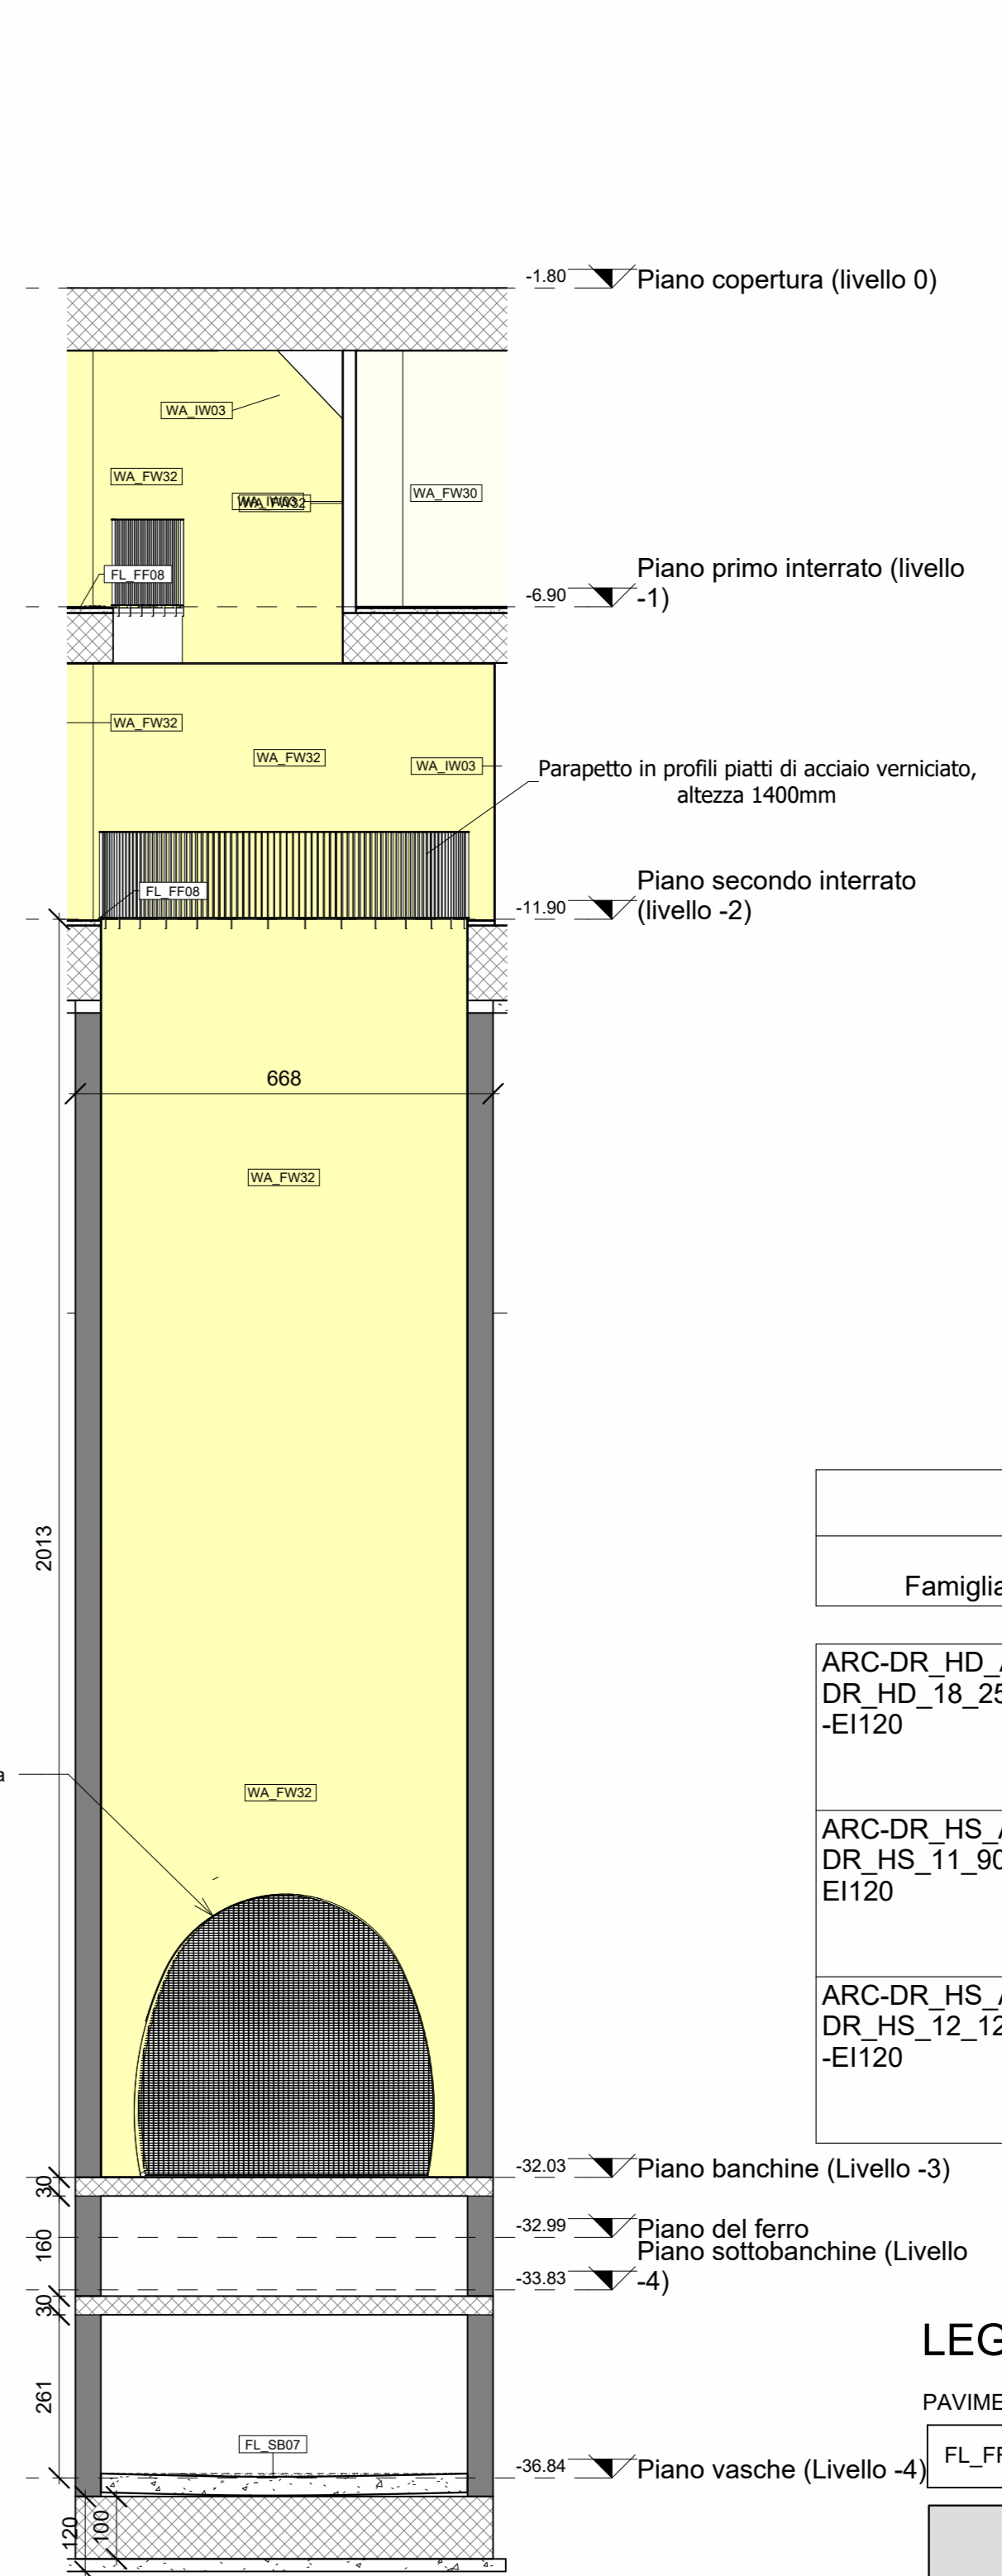 -1.80 Piano copertura (livello 0)
WA_IW03
WA_FW32
WA_IW03
WA_FW32
WA_FW30
FL_FF08
Piano primo interrato (livello
-6.90 -1)
WA_FW32
WA_FW32
WA_IW03
Parapetto in profili piatti di acciaio verniciato,
altezza 1400mm
FL_FF08
Piano secondo interrato
-11.90 (livello -2)
668
WA_FW32
2013
Famiglia
ARC-DR_HD_
DR_HD_18_25
-EI120
a
WA_FW32
ARC-DR_HS_
DR_HS_11_90
EI120
ARC-DR_HS_
DR_HS_12_12
-EI120
-32.03 Piano banchine (Livello -3)
30
-32.99 Piano del ferro
160
Piano sottobanchine (Livello
-33.83 -4)
30
LEG
261
PAVIME
FL_SB07
-36.84 Piano vasche (Livello -4)
FL_FF
120
100